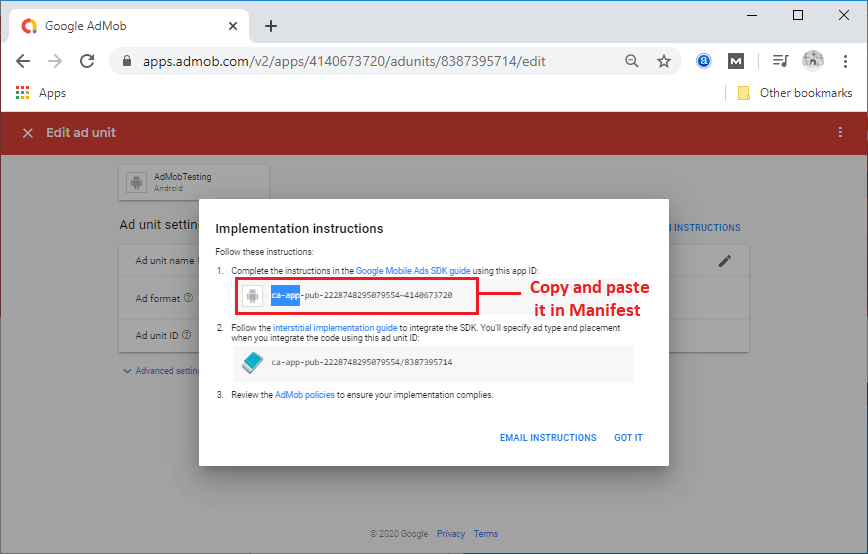 Google AdMob
apps.admob.com/v2/apps/4140673720/adunits/8387395714/edit
Apps
Other bookmarks
Edit ad unit
AdMobTesting
Android
Ad unit settin
N INSTRUCTIONS
Implementation instructions
Follow these instructions:
Ad unit name
1. Complete the instructions in the Google Mobile Ads SDK guide using this app ID:
ca-app-pub-2228748295079554~4140673720
Copy and paste
it in Manifest
Ad format
2. Follow the interstitial implementation guide to integrate the SDK. You'll specify ad type and placement
when you integrate the code using this ad unit ID:
Ad unit ID
ca-app-pub-2228748295079554/8387395714
Advanced settin
3. Review the AdMob policies to ensure your implementation complies.
EMAIL INSTRUCTIONS GOT IT
© 2020 Google Privacy Terms